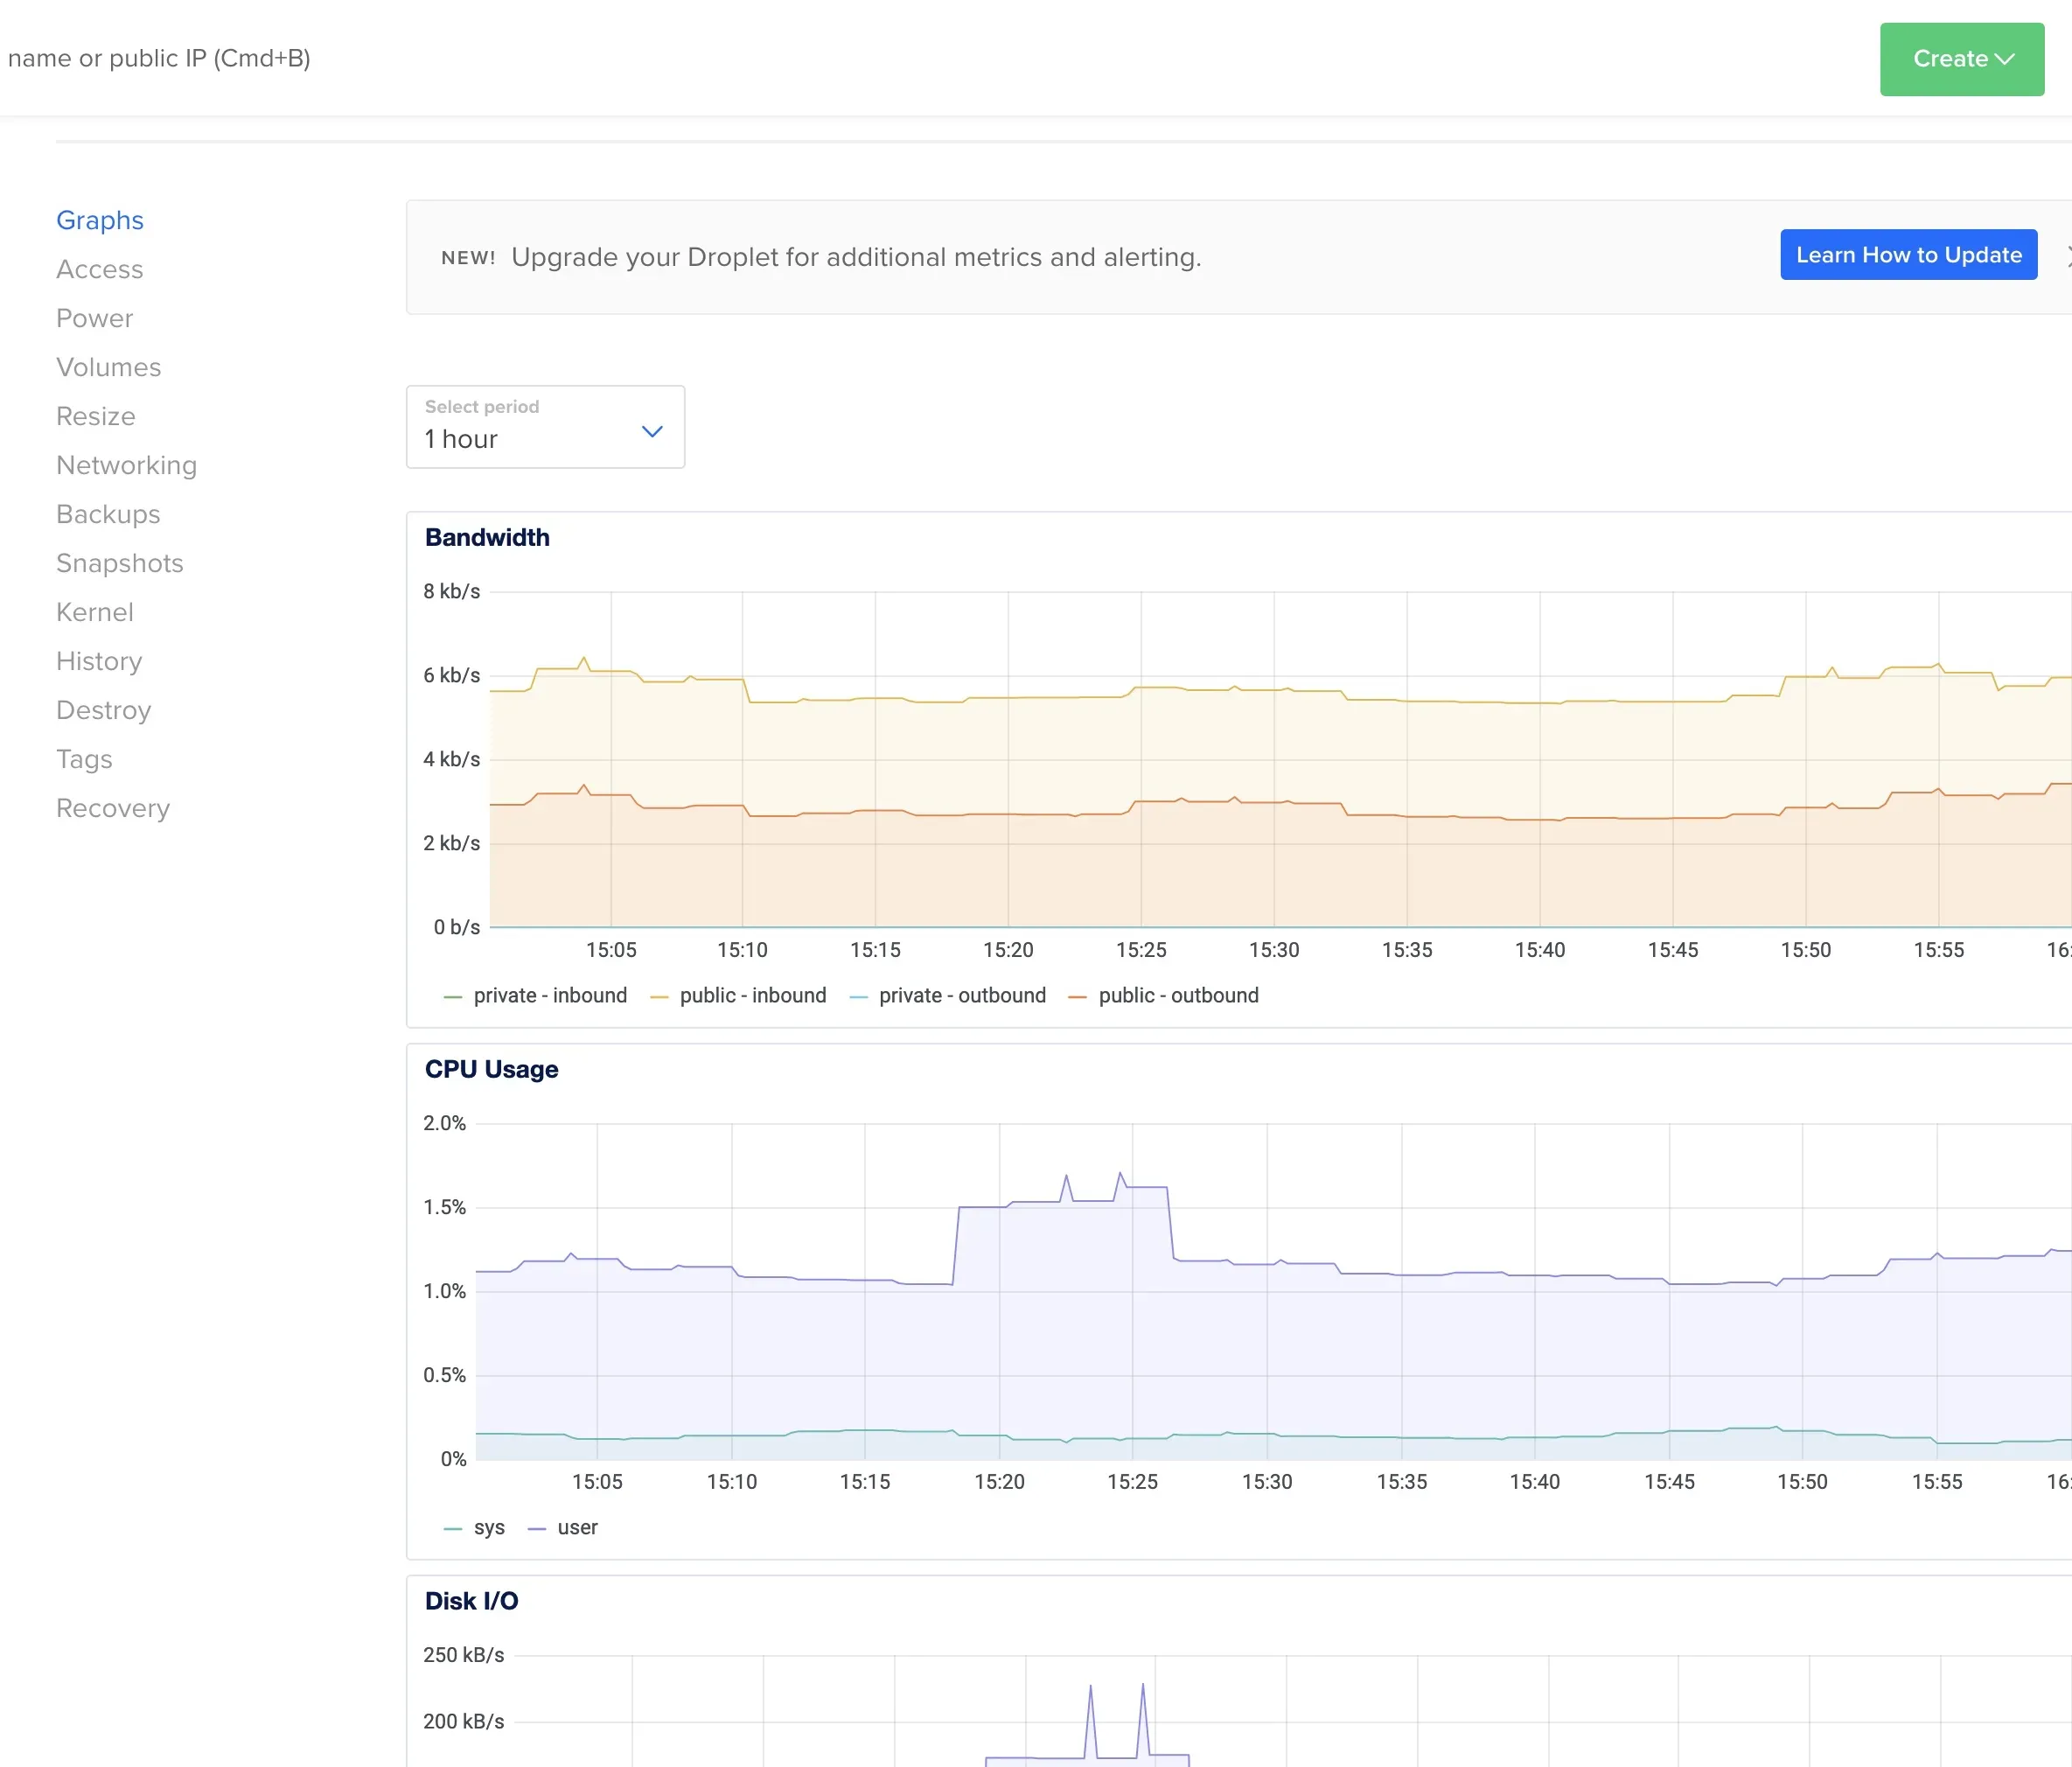 name or public IP (Cmd+B)
Create
Graphs
Access
Power
Volumes
Resize
Networking
Backups
Snapshots
Kernel
History
Destroy
Tags
Recovery
NEW! Upgrade your Droplet for additional metrics and alerting.
Learn How to Update
Select period
1 hour
Bandwidth
8 kb/s
6 kb/s
4 kb/s
2 kb/s
0 b/s
15:05 15:10 15:15 15:20 15:25 15:30 15:35 15:40 15:45 15:50 15:55 16:
private - inbound public - inbound private - outbound public - outbound
CPU Usage
2.0%
1.5%
1.0%
0.5%
0%
15:05 15:10 15:15 15:20 15:25 15:30 15:35 15:40 15:45 15:50 15:55 16:
sys user
Disk I/O
250 kB/s
200 kB/s